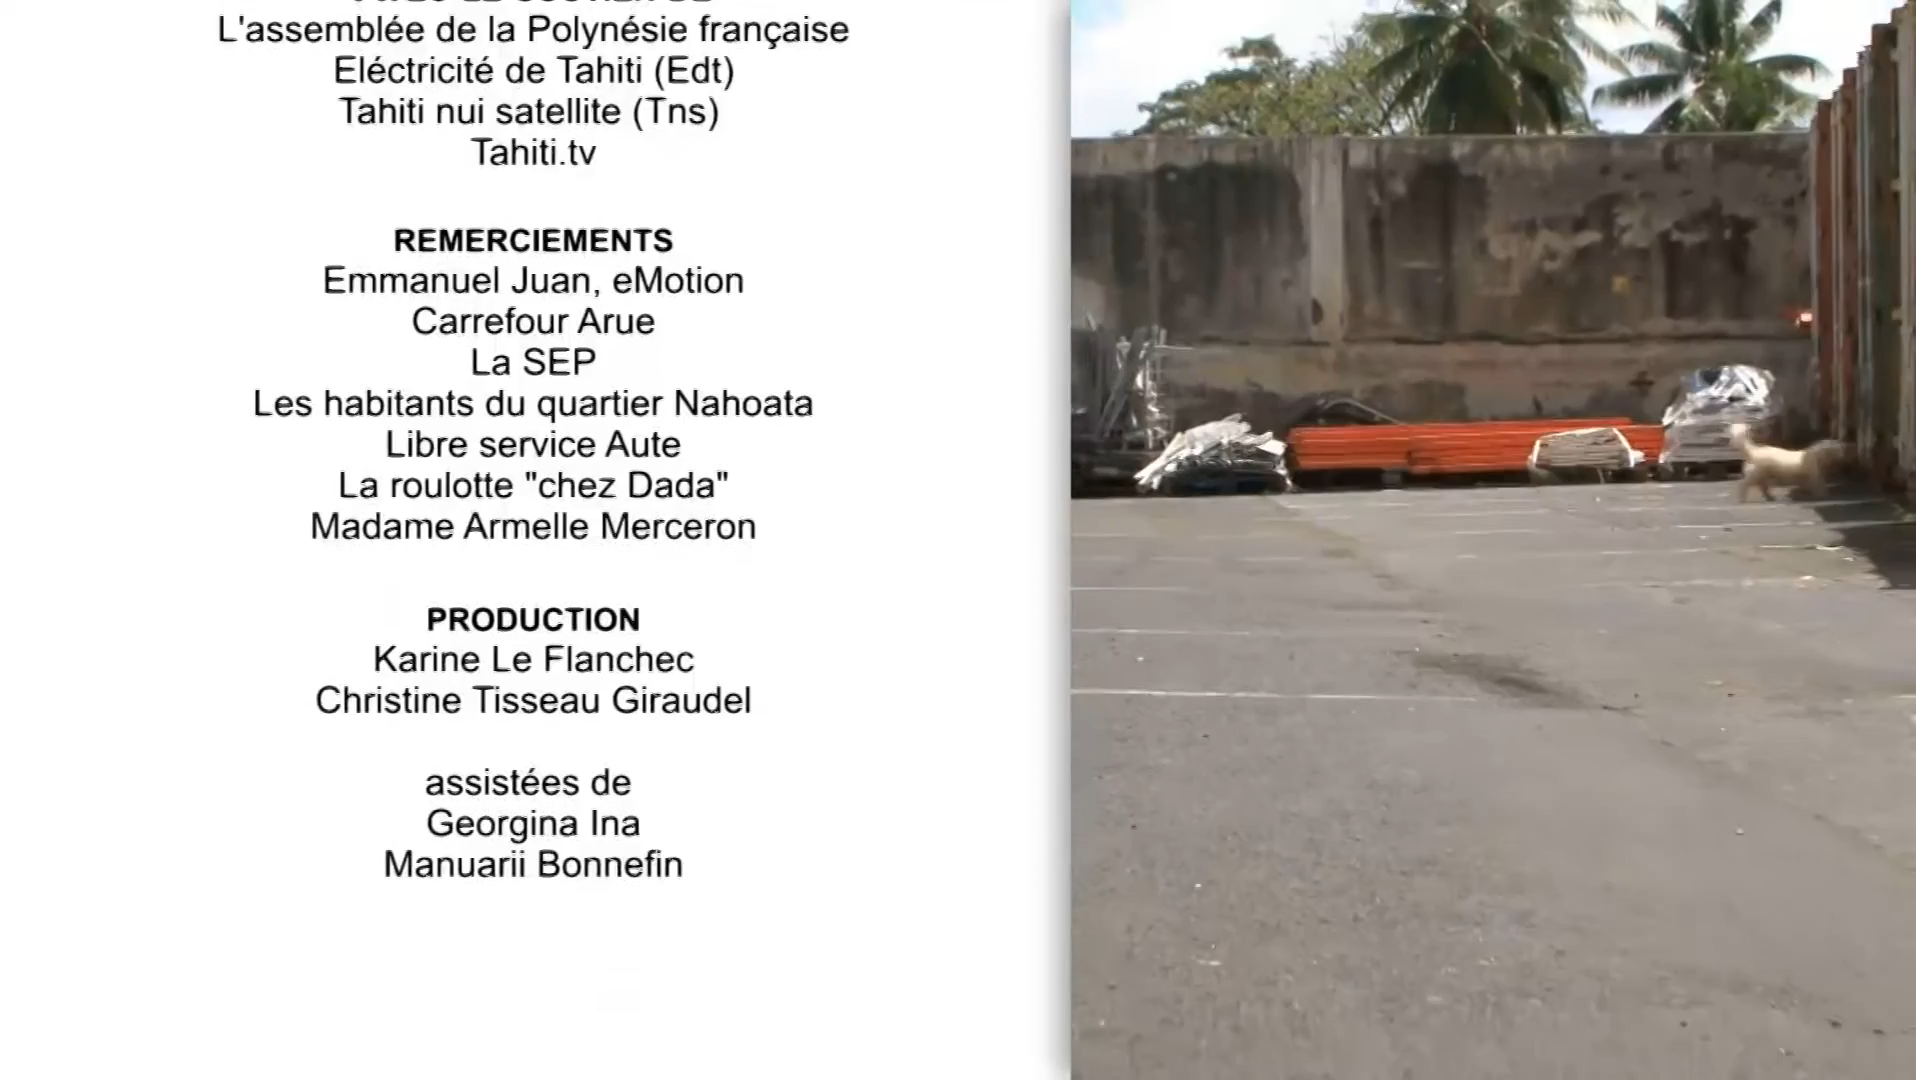 L'assemblée de la Polynésie française
Eléctricité de Tahiti (Edt)
Tahiti nui satellite (Tns)
Tahiti.tv
REMERCIEMENTS
Emmanuel Juan, eMotion
Carrefour Arue
La SEP
Les habitants du quartier Nahoata
Libre service Aute
La roulotte "chez Dada"
Madame Armelle Merceron
PRODUCTION
Karine Le Flanchec
Christine Tisseau Giraudel
assistées de
Georgina Ina
Manuarii Bonnefin